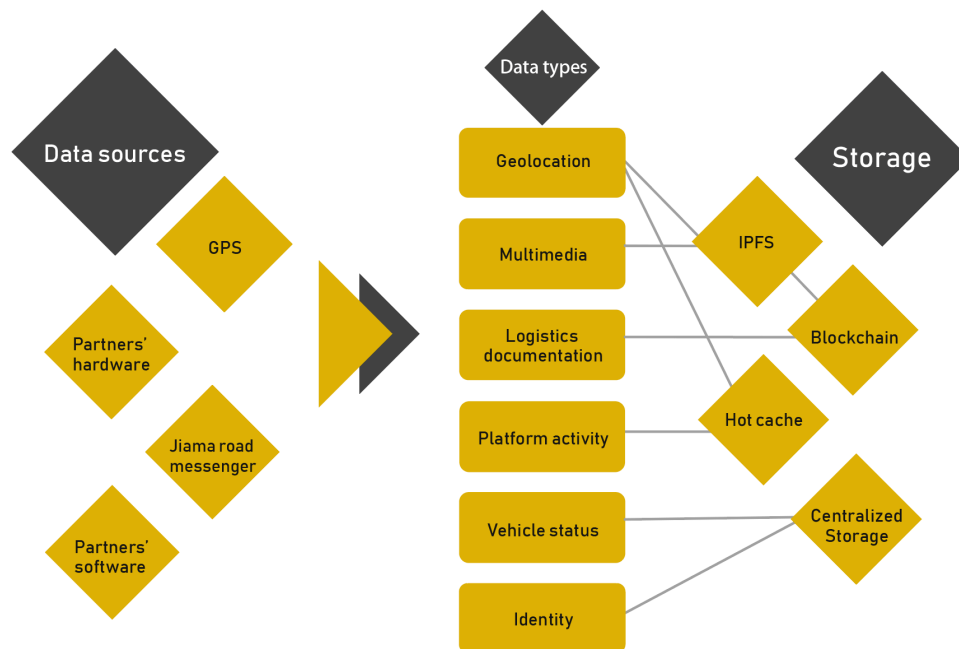 Data sources
GPS
Partners'
hardware
Jiama road
messenger
Partners'
software
Data types
Geolocation
Multimedia
Logistics
documentation
Platform activity
Vehicle status
Identity
Storage
IPFS
Blockchain
Hot cache
Centralized
Storage